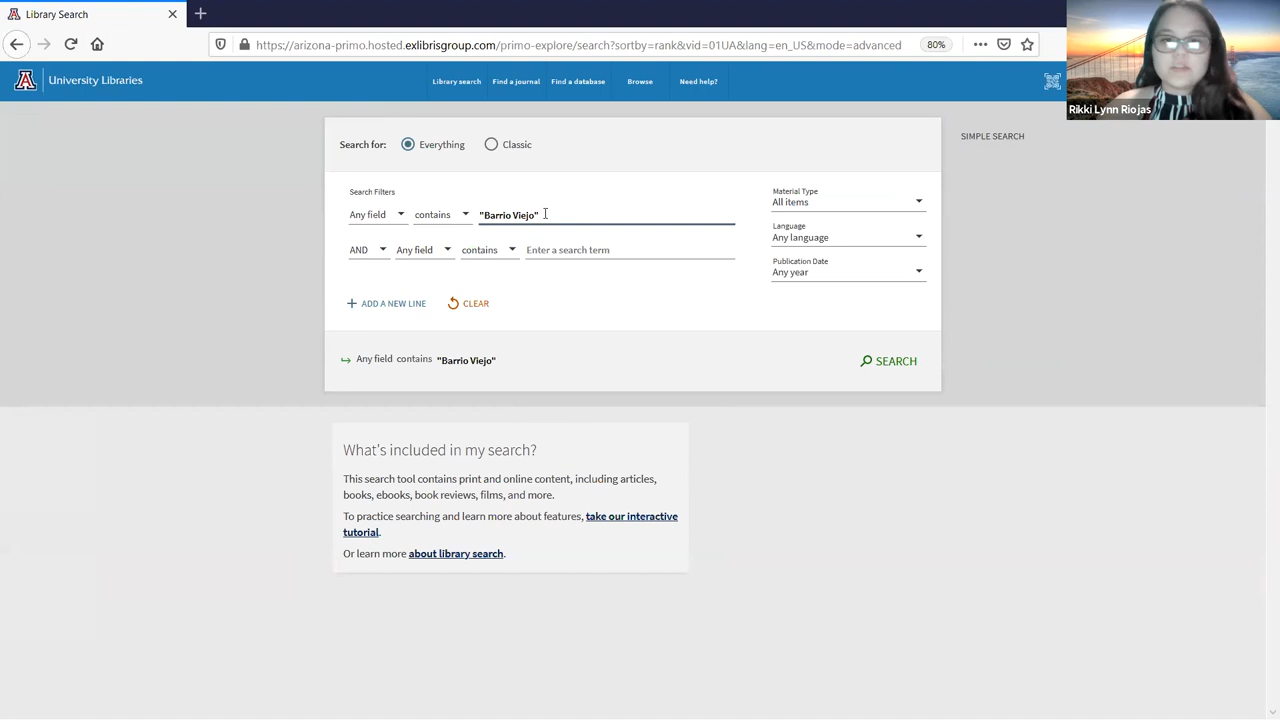 Library Search
https://arizona-primo.hosted.exlibrisgroup.com/primo-explore/search?sortby=rank&vid=01UA&lang=en_US&mode=advanced
80%
Rikki Lynn Riojas
A University Libraries
Library search Find a journal Find a database Browse Need help?
Search for: Everything Classic
SIMPLE SEARCH
Search Filters
Any field contains "Barrio Viejo"
AND Any field contains Enter a search term
Material Type
All items
Language
Any language
Publication Date
Any year
+ ADD A NEW LINE CLEAR
Any field contains "Barrio Viejo"
SEARCH
What's included in my search?
This search tool contains print and online content, including articles,
books, ebooks, book reviews, films, and more.
To practice searching and learn more about features, take our interactive
tutorial.
Or learn more about library search.